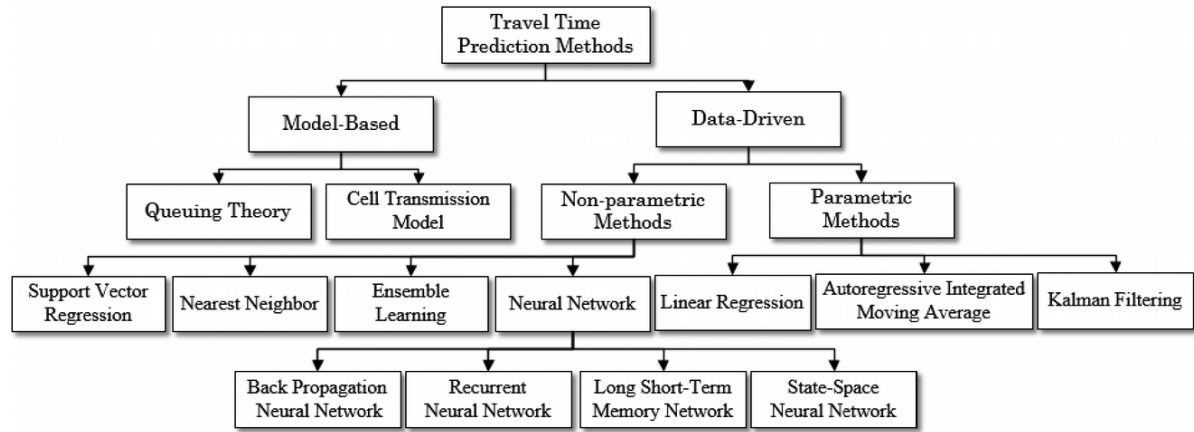 Travel Time
Prediction Methods
Model-Based
Data-Driven
Queuing Theory
Cell Transmission
Model
Non-parametric
Methods
Parametric
Methods
Support Vector
Regression
Nearest Neighbor
Ensemble
Learning
Neural Network
Linear Regression
Autoregressive Integrated
Moving Average
Kalman Filtering
Back Propagation
Neural Network
Recurrent
Neural Network
Long Short-Term
Memory Network
State-Space
Neural Network